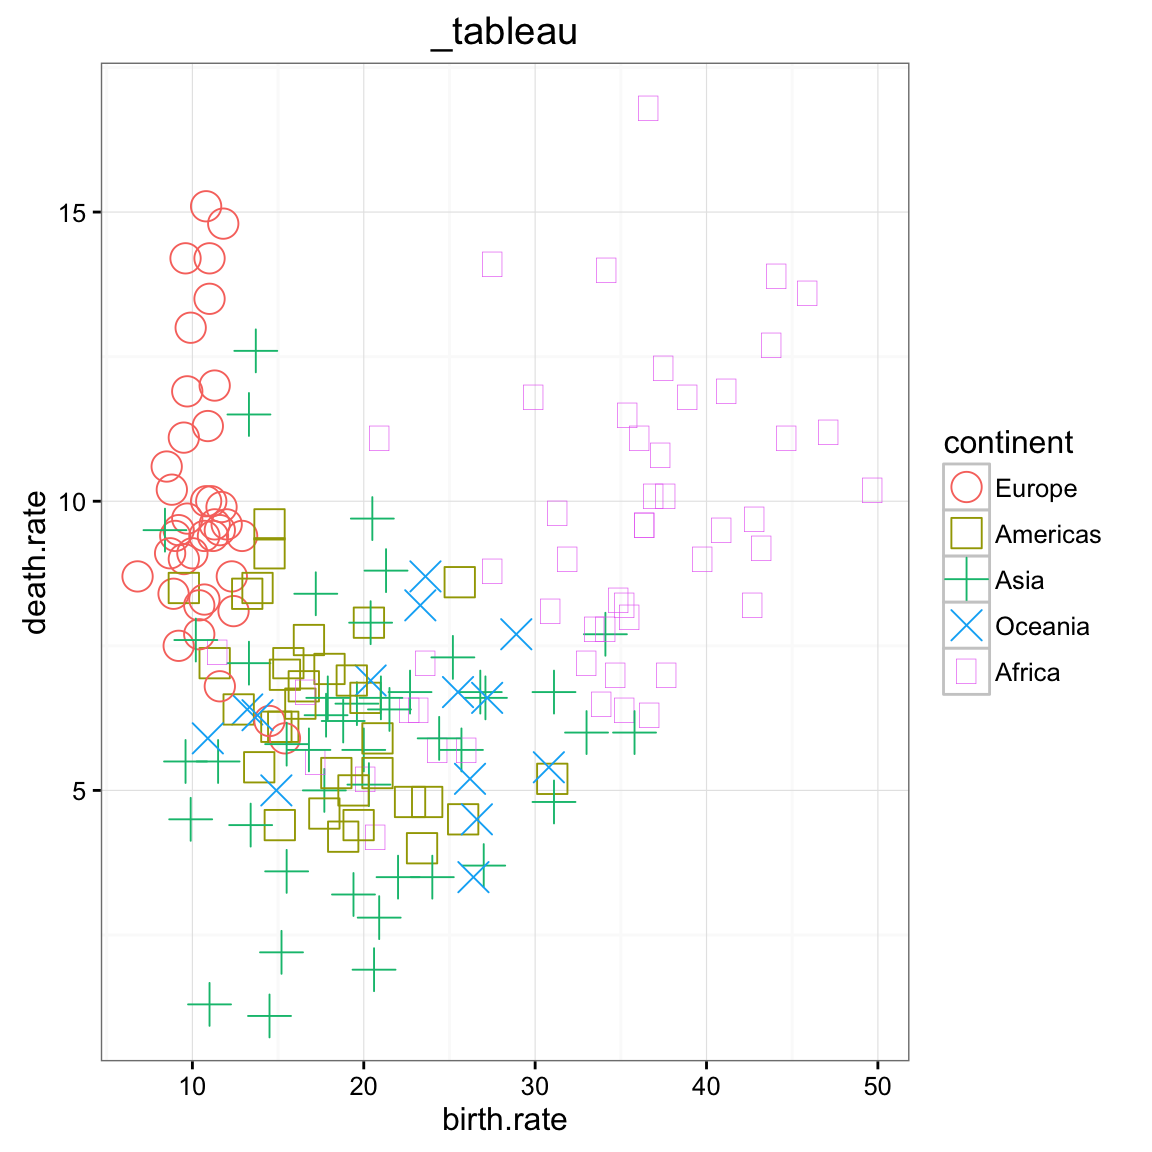 _tableau
15
10
5
death.rate
10 20 30 40 50
birth.rate
continent
Europe
Americas
Asia
Oceania
Africa